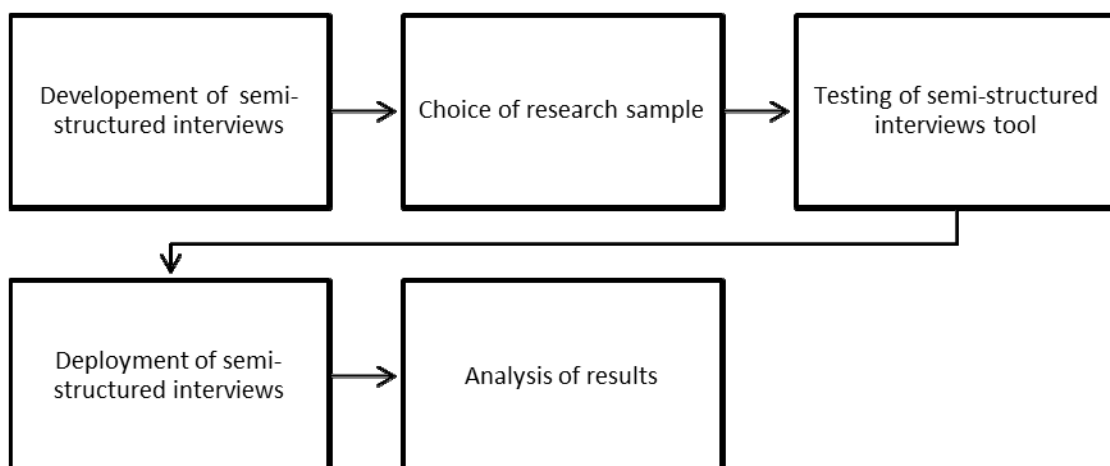 Developement of semi-
structured interviews
Choice of research sample
Testing of semi-structured
interviews tool
Deployment of semi-
structured interviews
Analysis of results